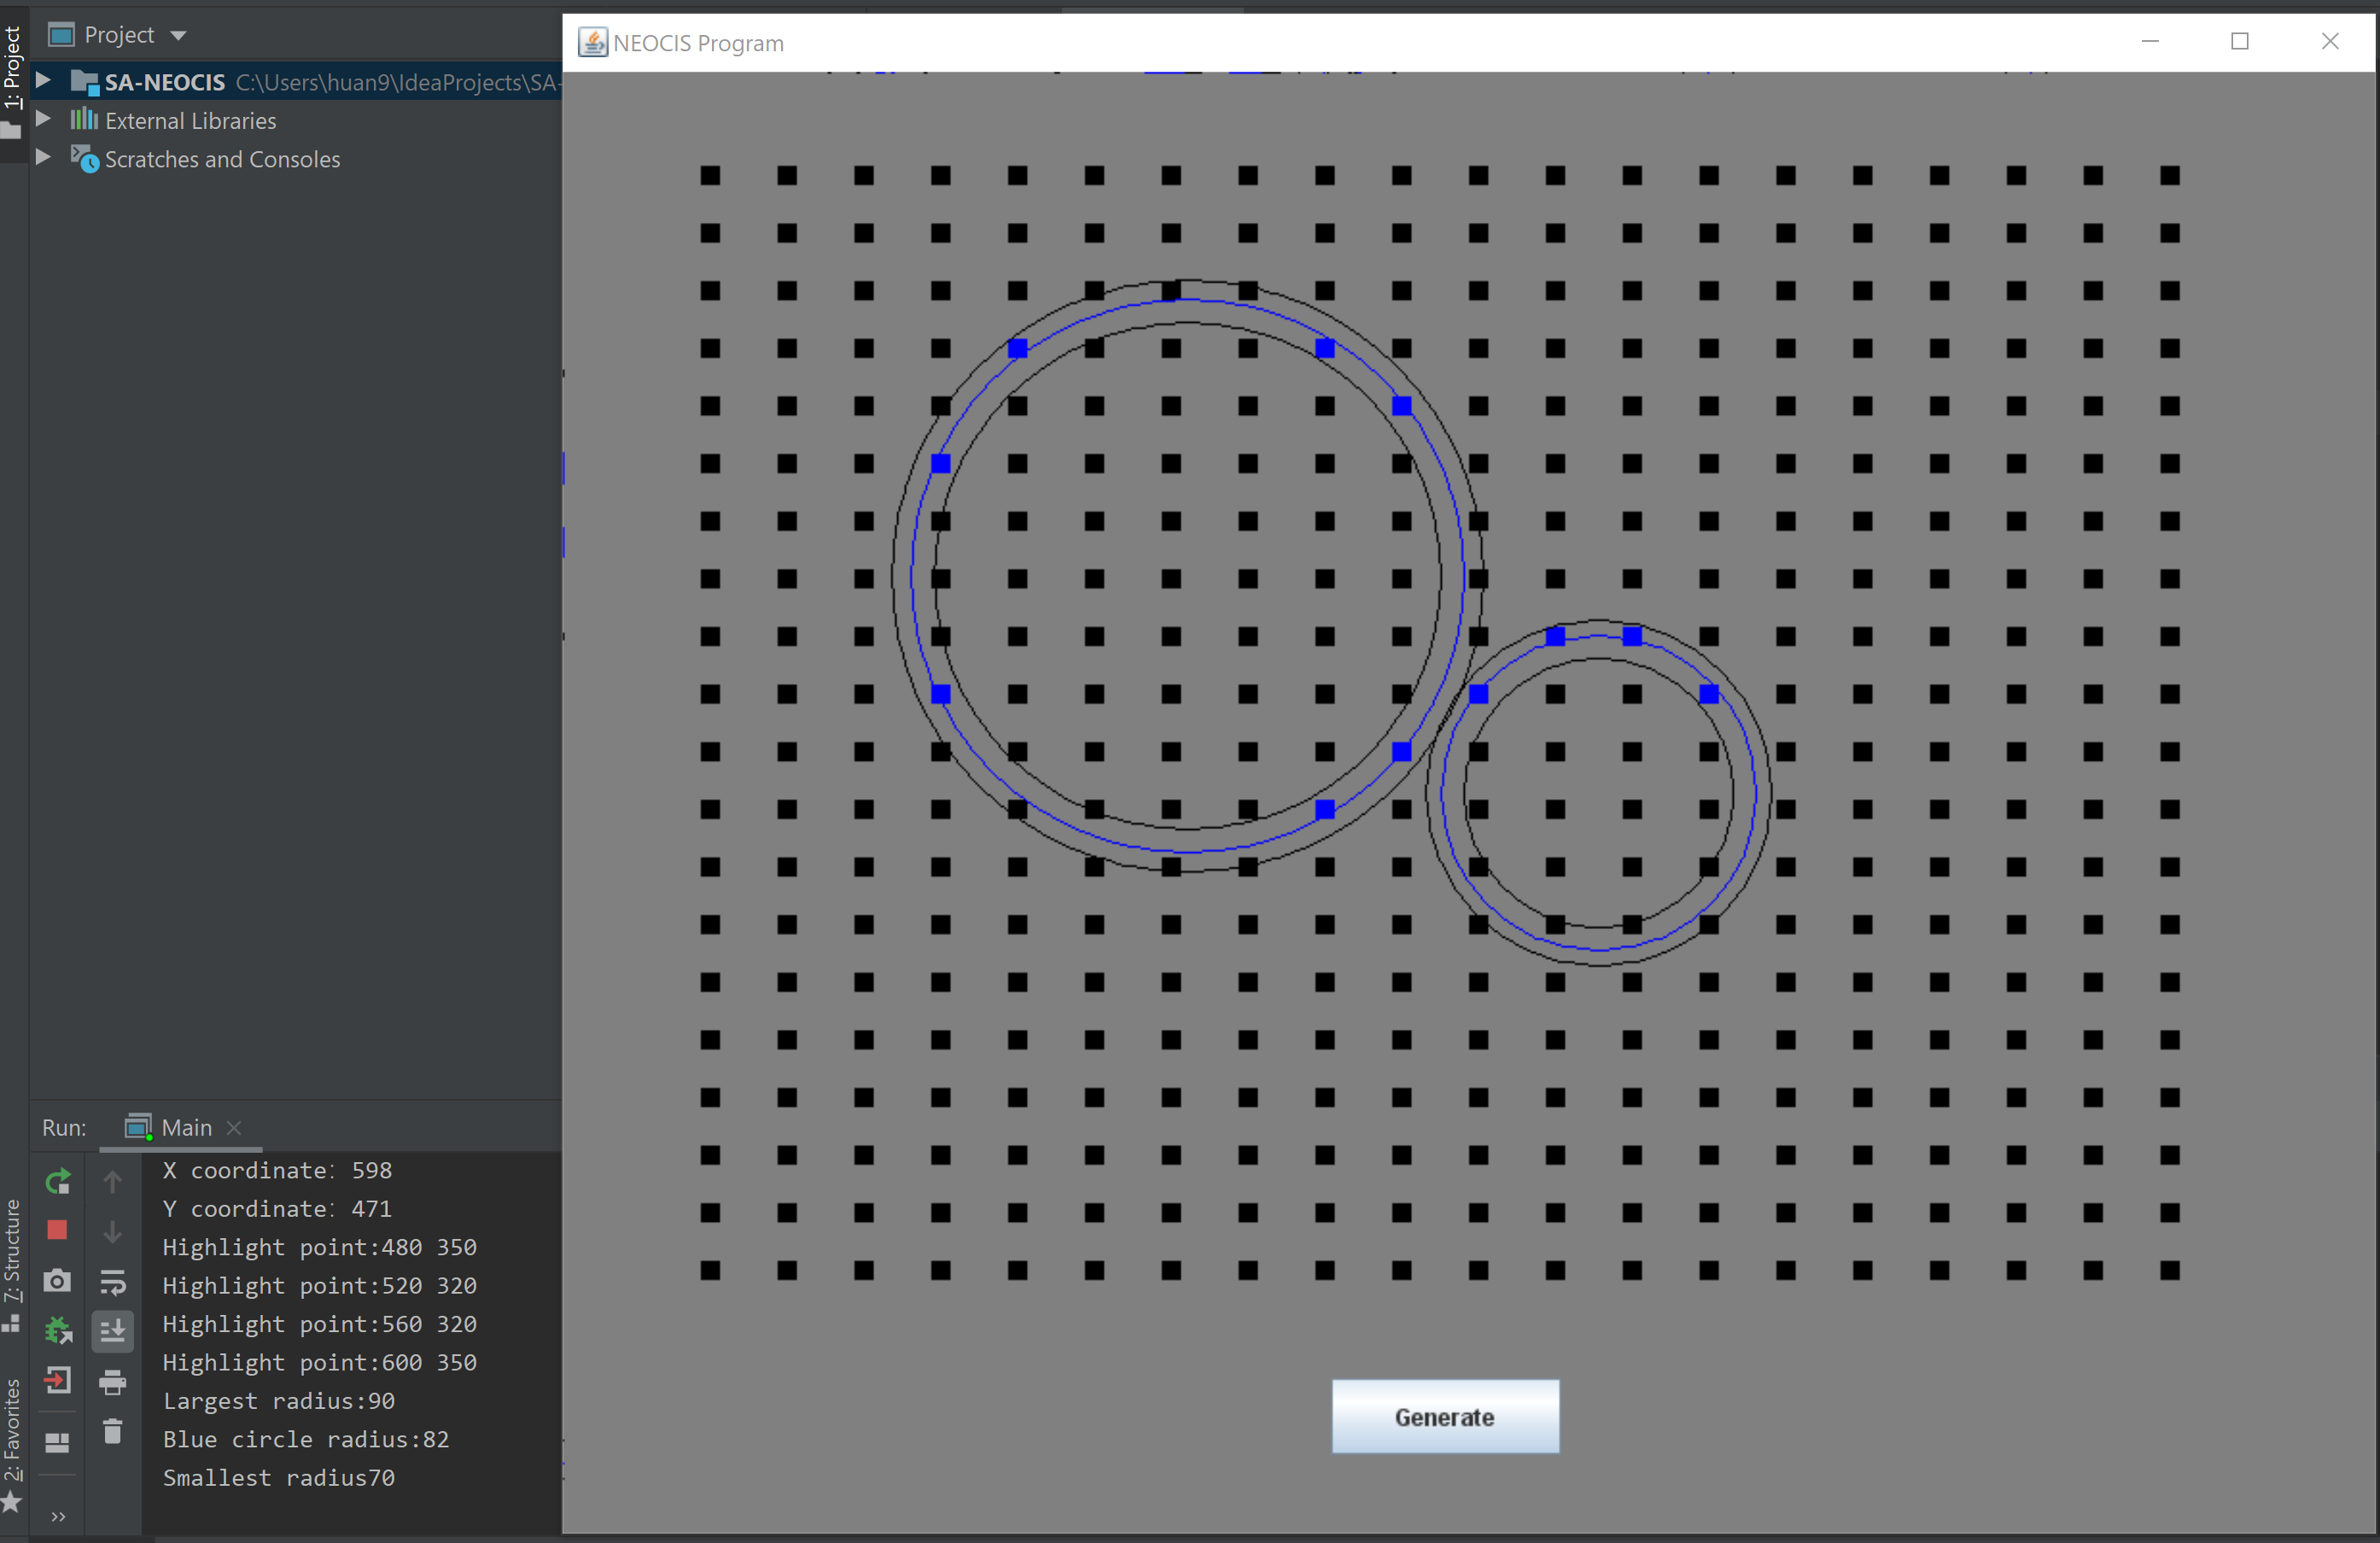 1: Project
Project
SA-NEOCIS C:\Users\huan9\IdeaProjects\SA-
External Libraries
Scratches and Consoles
NEOCIS Program
Run: Main
X coordinate: 598
Y coordinate: 471
Highlight point:480 350
Highlight point:520 320
Highlight point:560 320
Highlight point:600 350
Largest radius:90
Blue circle radius:82
Smallest radius70
7: Structure
2: Favorites
Generate